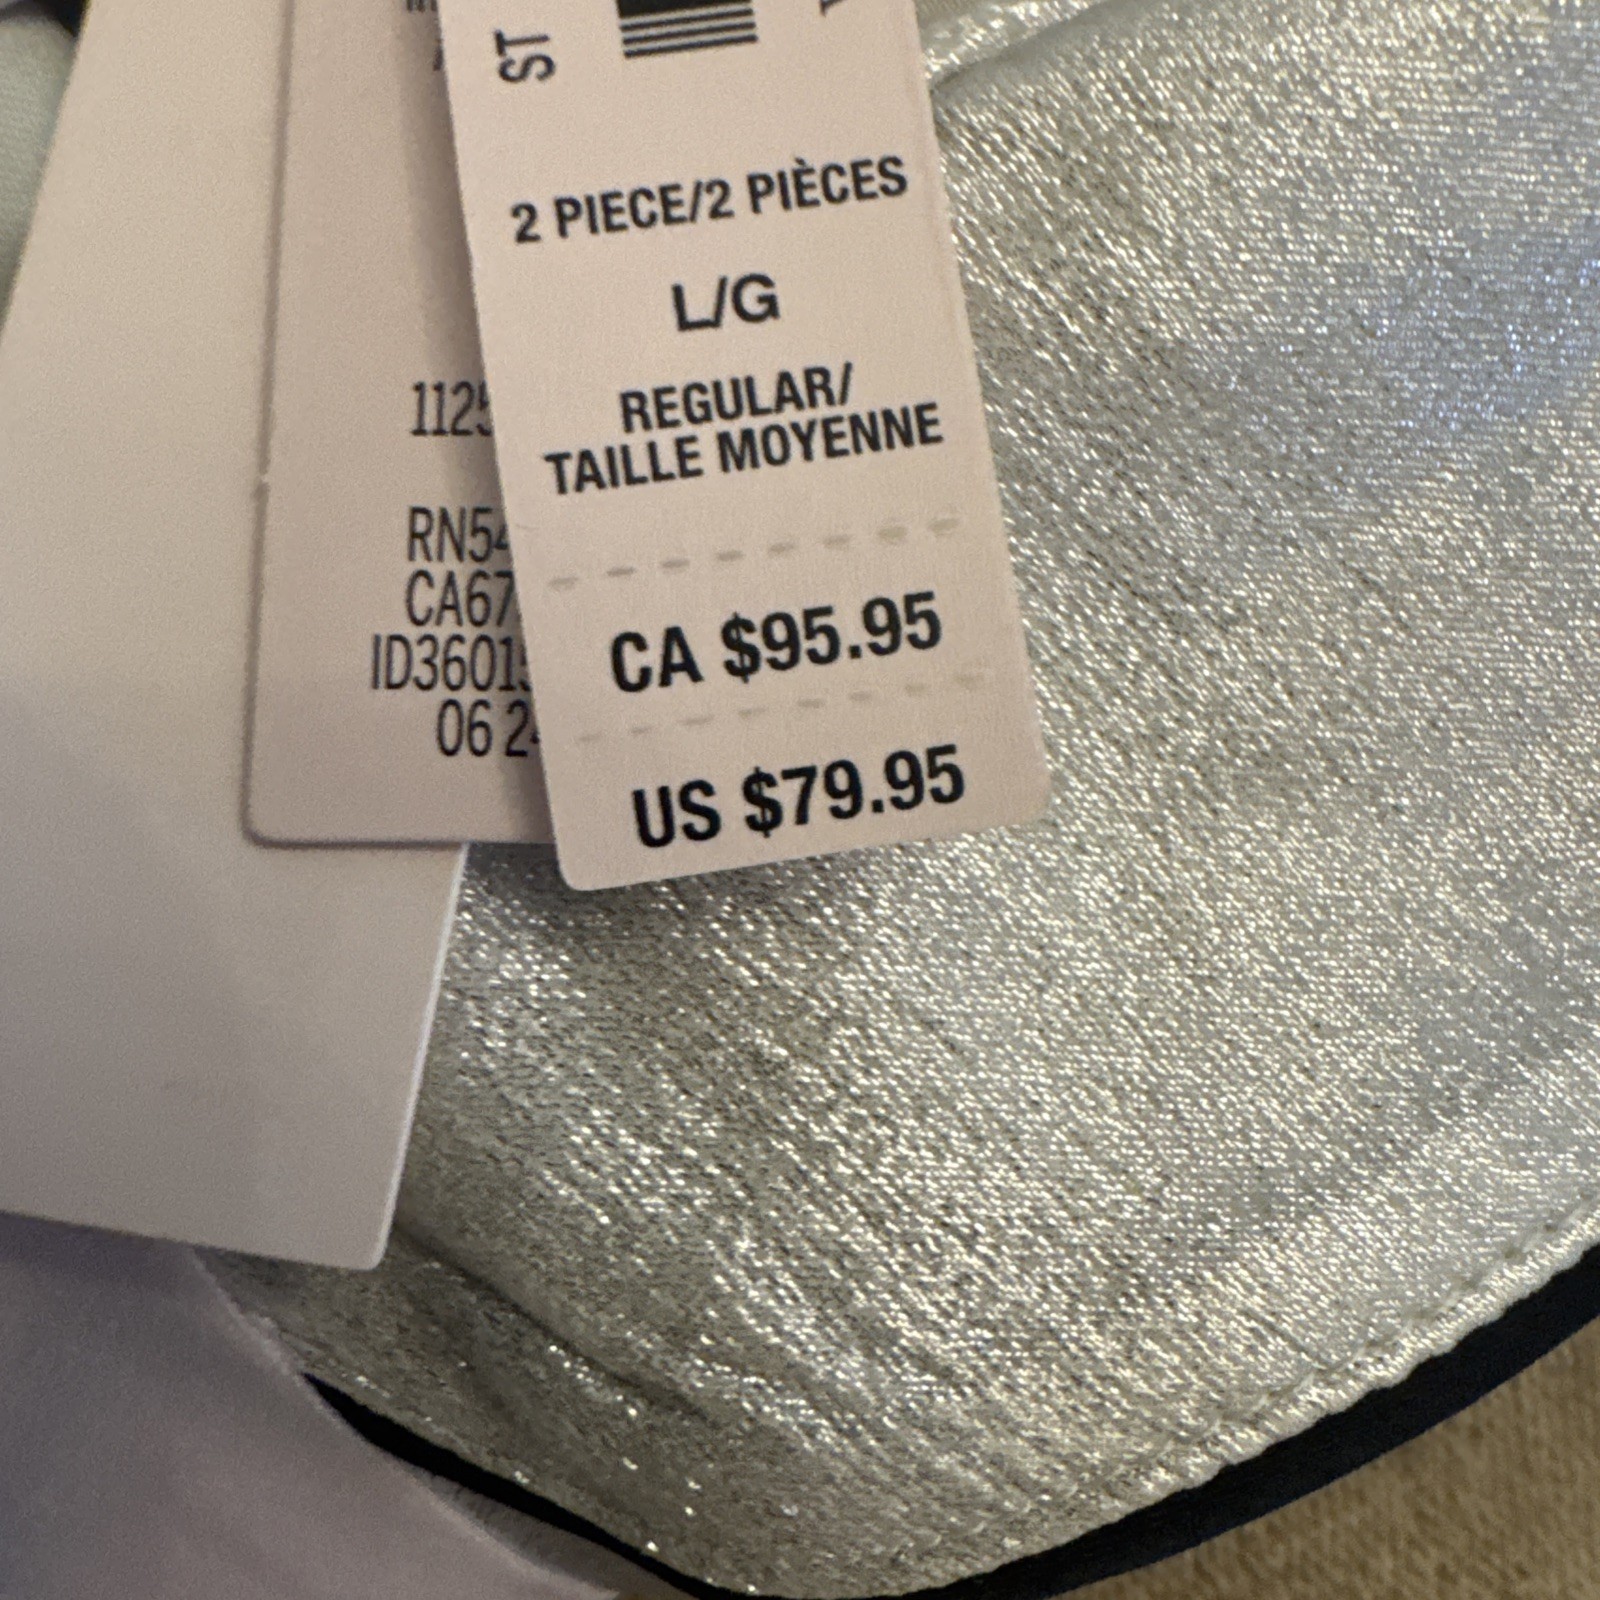 ST
2 PIECE/2 PIÈCES
L/G
REGULAR/
TAILLE MOYENNE
CA $95.95
US $79.95
112
RN54
CA67
ID3601
06 2